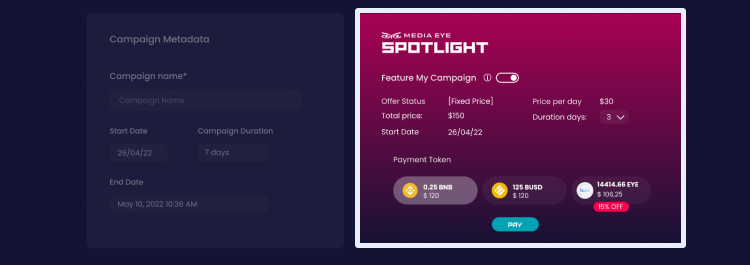 Campaign Metadata
Campaign name*
Campaign Name
Start Date
Campaign Duration
26/04/22
7 days
End Date
May 10, 2022 10:38 AM
MEDIA EYE
SPOTLIGHT
Feature My Campaign
Offer Status [Fixed Price] Price per day $30
Total price: $150 Duration days: 3
Start Date 26/04/22
Payment Token
0.25 BNB
$ 120
125 BUSD
$ 120
14414.66 EYE
$ 106,25
15% OFF
PAY